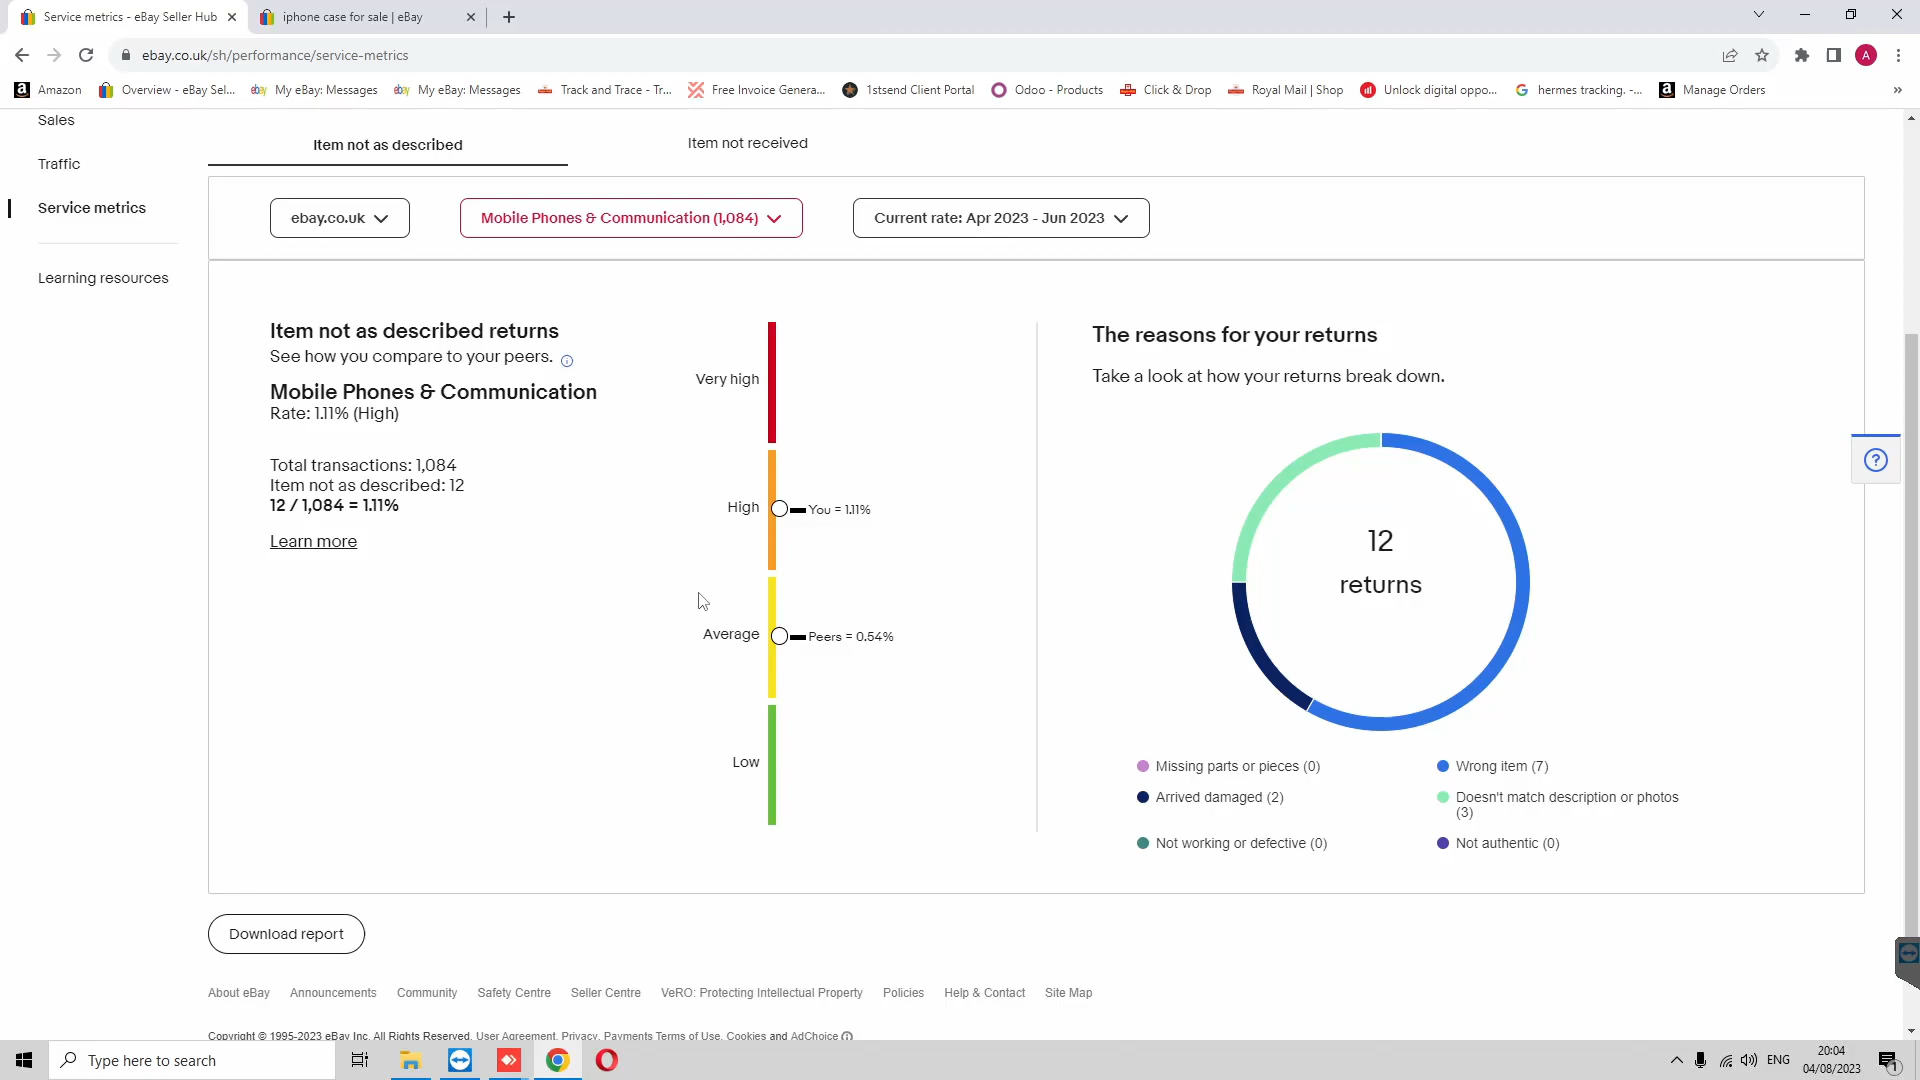 Service metrics - eBay Seller Hub
iphone case for sale | eBay
ebay.co.uk/sh/performance/service-metrics
A
Amazon
Overview - eBay Sel...
My eBay: Messages
My eBay: Messages
Track and Trace - Tr...
Free Invoice Genera...
1stsend Client Portal
Odoo - Products
Click & Drop
Royal Mail | Shop
Unlock digital oppo...
hermes tracking. -...
Manage Orders
»
Sales
Traffic
Service metrics
Learning resources
Item not as described
Item not received
ebay.co.uk
Mobile Phones & Communication (1,084)
Current rate: Apr 2023 - Jun 2023
Item not as described returns
See how you compare to your peers.
Mobile Phones & Communication
Rate: 1.11% (High)
Total transactions: 1,084
Item not as described: 12
12 / 1,084 = 1.11%
Learn more
Very high
High
You = 1.11%
Average
Peers = 0.54%
Low
The reasons for your returns
Take a look at how your returns break down.
12
returns
Missing parts or pieces (0)
Wrong item (7)
Arrived damaged (2)
Doesn't match description or photos
(3)
Not working or defective (0)
Not authentic (0)
Download report
About eBay
Announcements
Community
Safety Centre
Seller Centre
VeRO: Protecting Intellectual Property
Policies
Help & Contact
Site Map
Copyright © 1995-2023 eBay Inc. All Rights Reserved. User Agreement, Privacy, Payments Terms of Use, Cookies and AdChoice
Type here to search
ENG
20:04
04/08/2023
1